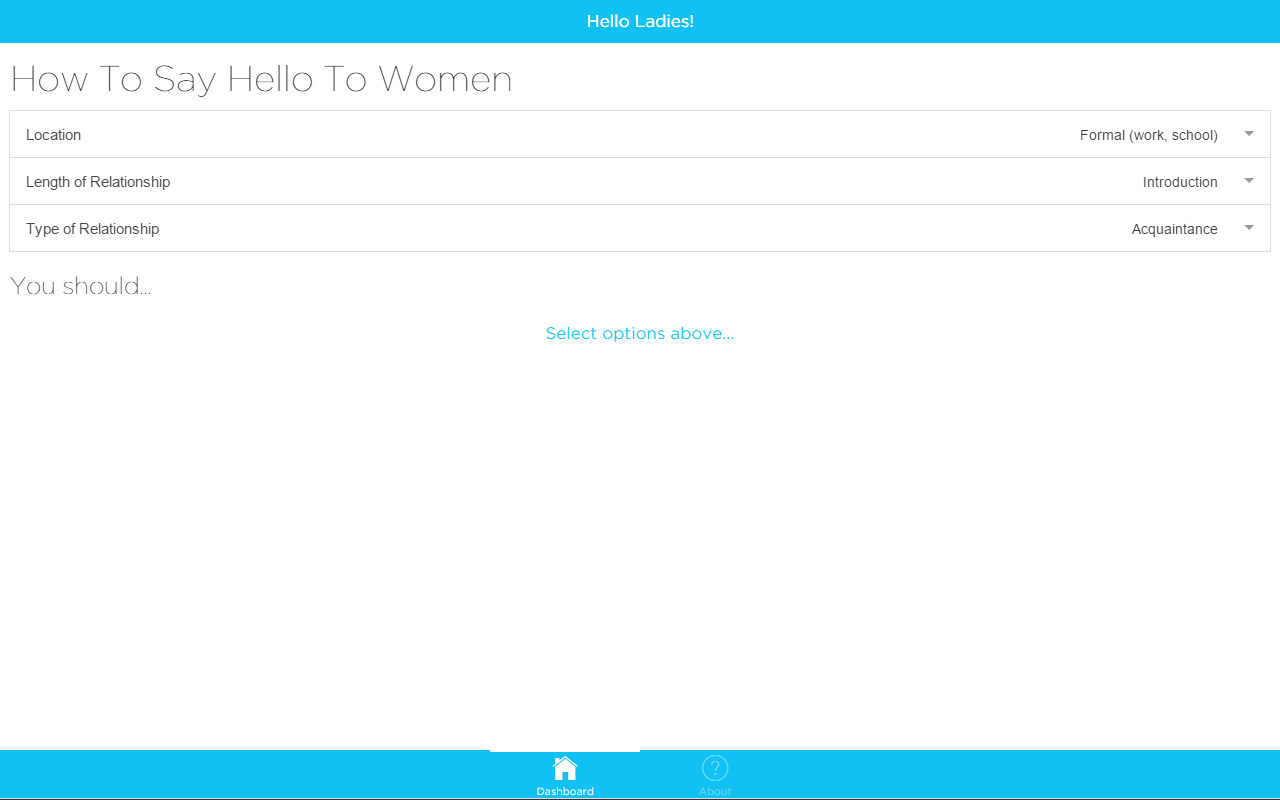 Hello Ladies!
How To Say Hello To Women
Location Formal (work, school)
Length of Relationship Introduction
Type of Relationship Acquaintance
You should...
Select options above...
Dashboard About